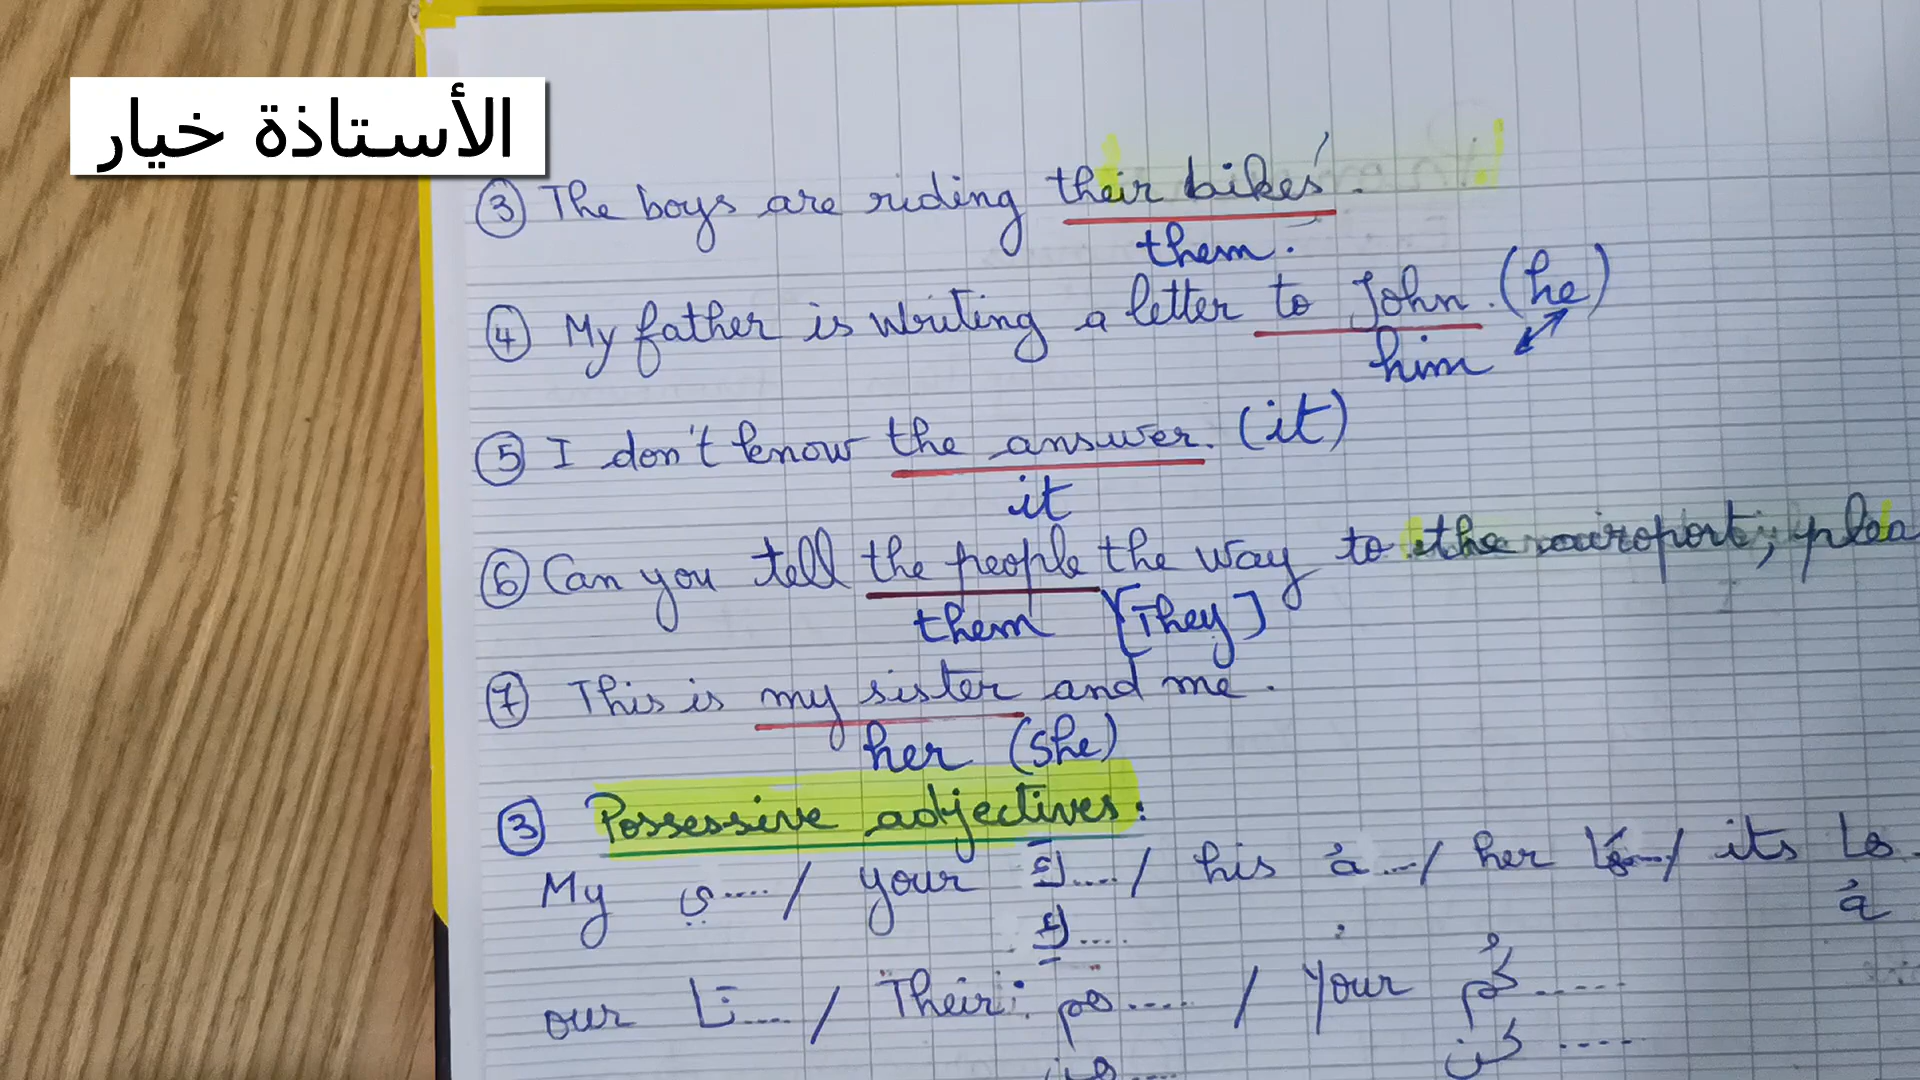 الأستاذة خيار
③ The boys are riding their bikes.
them.
④ My father is writing a letter to John. (he)
him
⑤ I don't know the answer. (it)
it
⑥ Can you tell the people the way to the airport, plea
them [They]
⑦ This is my sister and me.
her (she)
③ Possessive adjectives:
My ي.... / your كَ.... / his هُ... / her ها... / its ها
كِ.... هُ
our نا.... / Their: هم..... / your كُم.....
هن.... كن.....